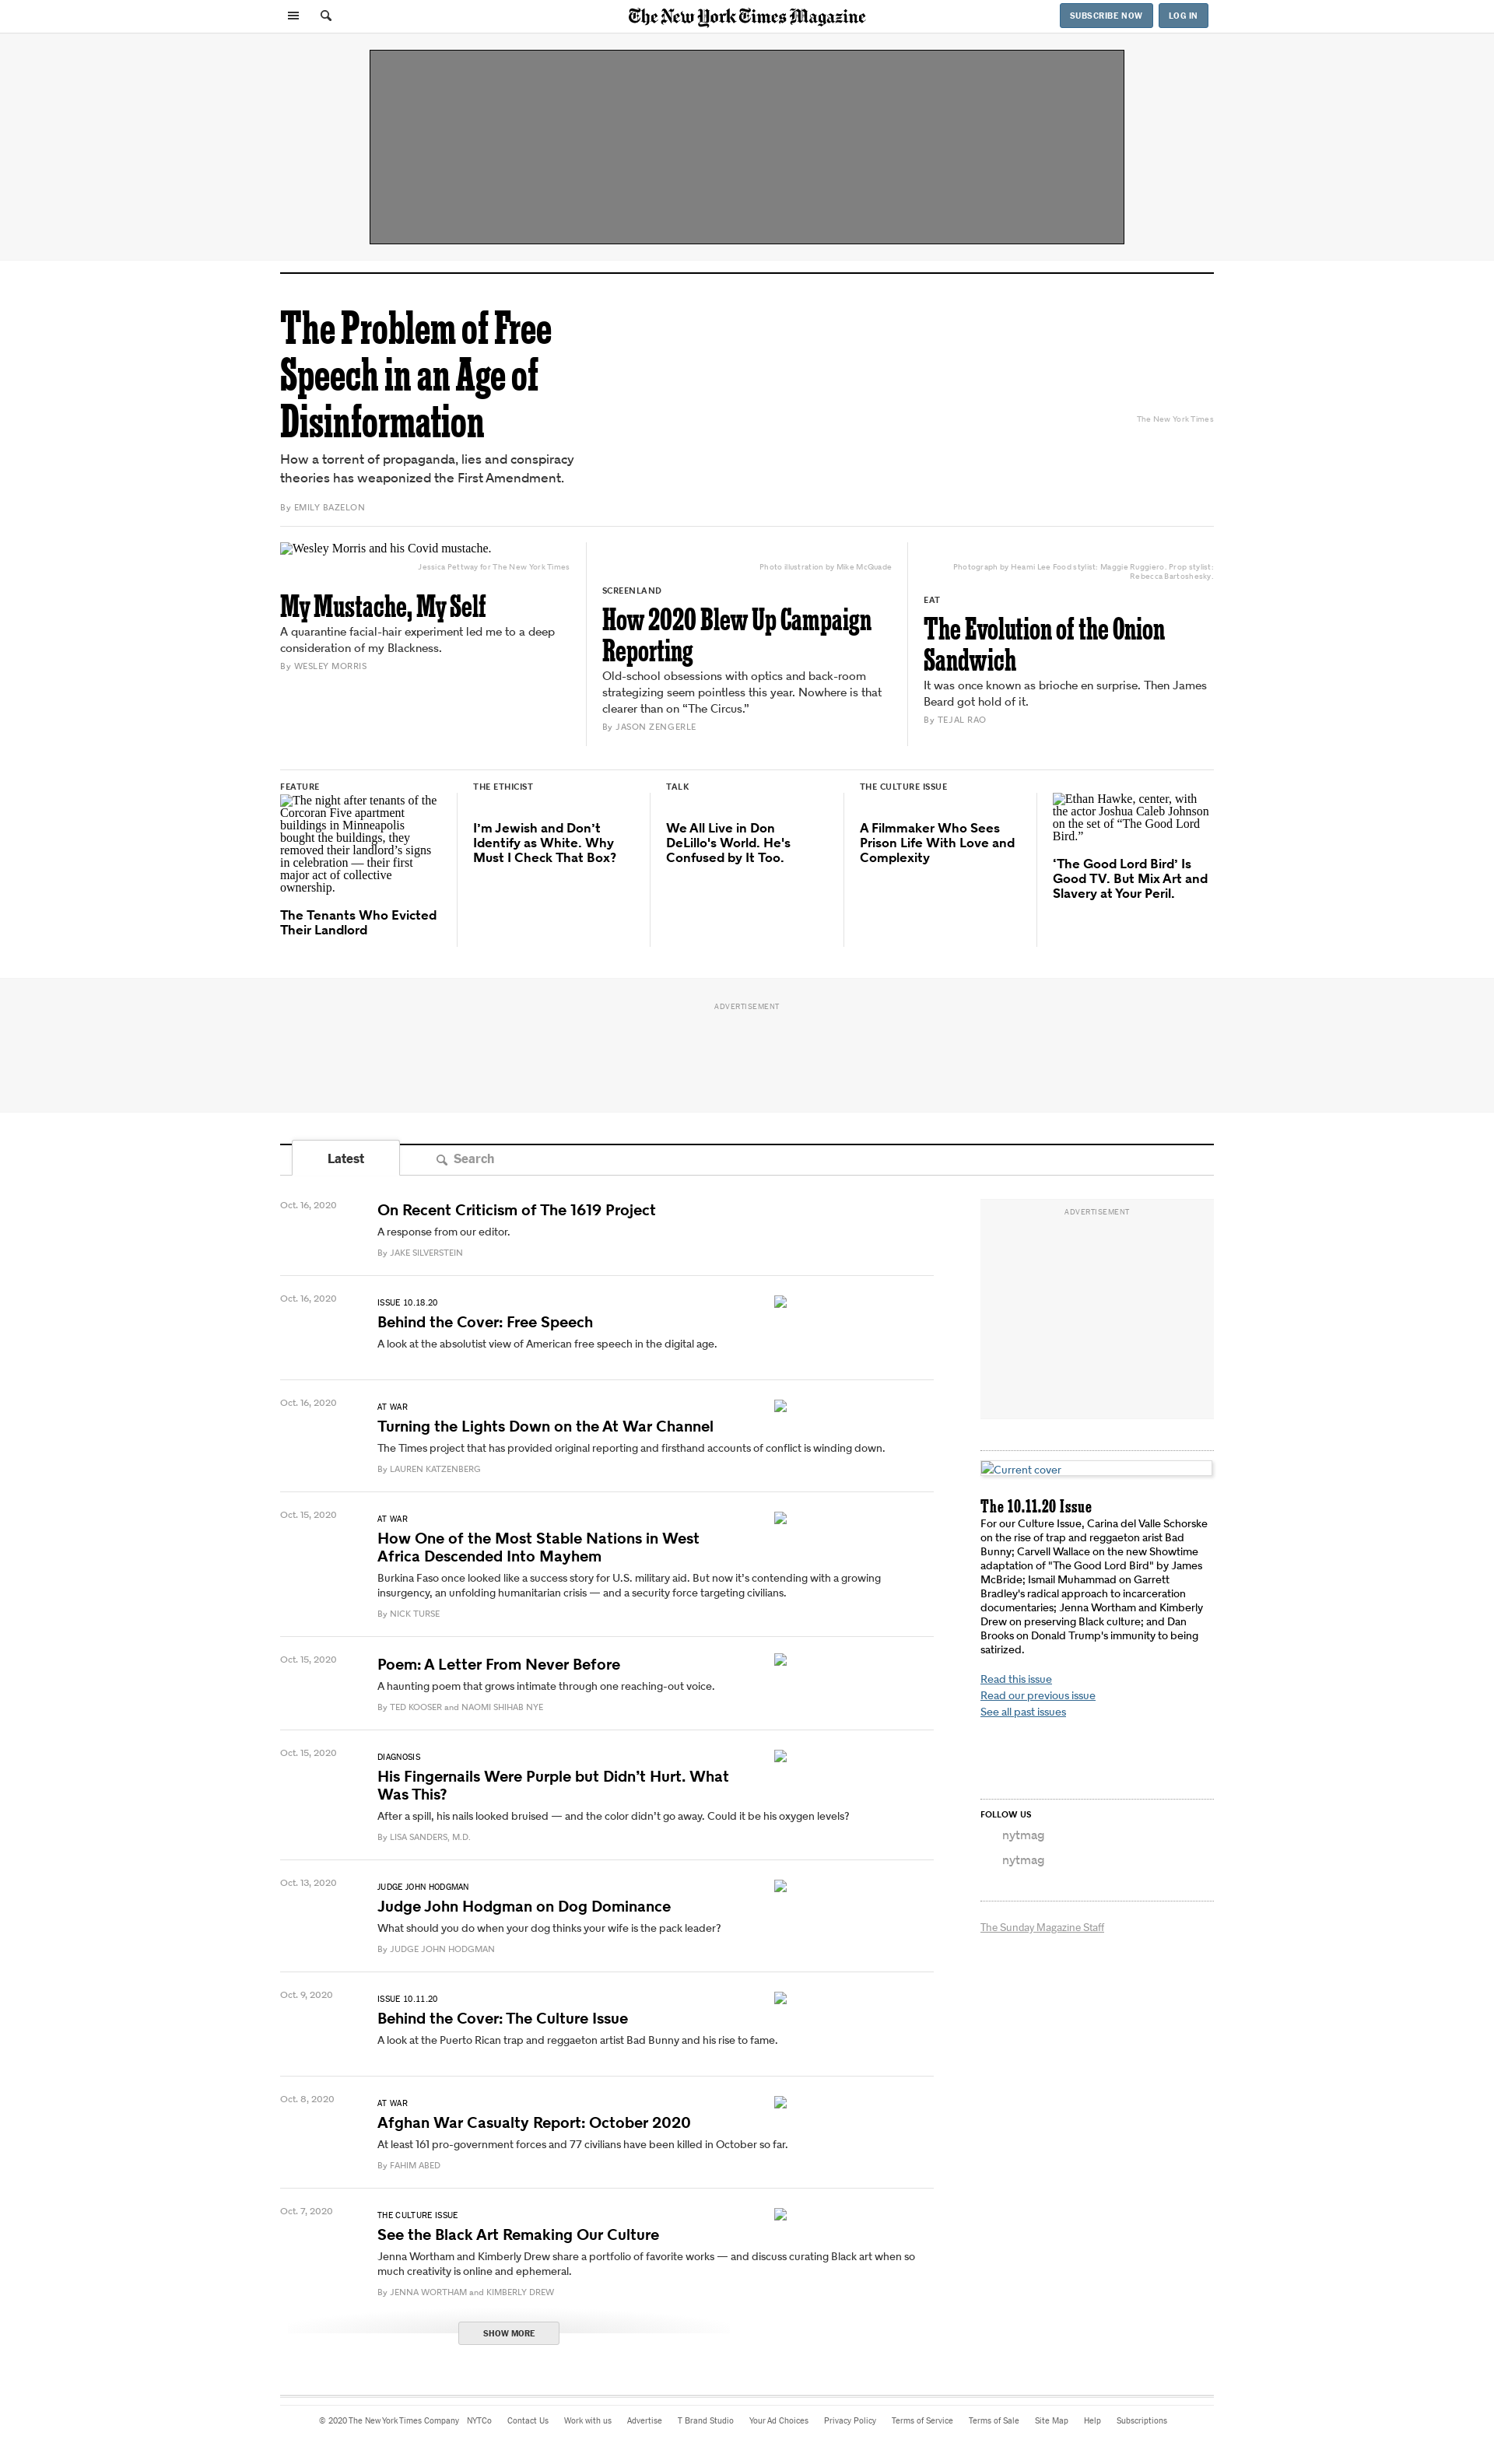 The New York Times Magazine
SUBSCRIBE NOW
LOG IN
The Problem of Free
Speech in an Age of
Disinformation
How a torrent of propaganda, lies and conspiracy
theories has weaponized the First Amendment.
By EMILY BAZELON
The New York Times
Wesley Morris and his Covid mustache.
Jessica Pettway for The New York Times
My Mustache, My Self
A quarantine facial-hair experiment led me to a deep
consideration of my Blackness.
By WESLEY MORRIS
Photo illustration by Mike McQuade
SCREENLAND
How 2020 Blew Up Campaign
Reporting
Old-school obsessions with optics and back-room
strategizing seem pointless this year. Nowhere is that
clearer than on “The Circus.”
By JASON ZENGERLE
Photograph by Heami Lee Food stylist: Maggie Ruggiero. Prop stylist:
Rebecca Bartoshesky.
EAT
The Evolution of the Onion
Sandwich
It was once known as brioche en surprise. Then James
Beard got hold of it.
By TEJAL RAO
FEATURE
The night after tenants of the
Corcoran Five apartment
buildings in Minneapolis
bought the buildings, they
removed their landlord’s signs
in celebration — their first
major act of collective
ownership.
The Tenants Who Evicted
Their Landlord
THE ETHICIST
I’m Jewish and Don’t
Identify as White. Why
Must I Check That Box?
TALK
We All Live in Don
DeLillo's World. He's
Confused by It Too.
THE CULTURE ISSUE
A Filmmaker Who Sees
Prison Life With Love and
Complexity
Ethan Hawke, center, with
the actor Joshua Caleb Johnson
on the set of “The Good Lord
Bird.”
‘The Good Lord Bird’ Is
Good TV. But Mix Art and
Slavery at Your Peril.
ADVERTISEMENT
Latest
Search
Oct. 16, 2020
On Recent Criticism of The 1619 Project
A response from our editor.
By JAKE SILVERSTEIN
Oct. 16, 2020
ISSUE 10.18.20
Behind the Cover: Free Speech
A look at the absolutist view of American free speech in the digital age.
Oct. 16, 2020
AT WAR
Turning the Lights Down on the At War Channel
The Times project that has provided original reporting and firsthand accounts of conflict is winding down.
By LAUREN KATZENBERG
Oct. 15, 2020
AT WAR
How One of the Most Stable Nations in West
Africa Descended Into Mayhem
Burkina Faso once looked like a success story for U.S. military aid. But now it’s contending with a growing
insurgency, an unfolding humanitarian crisis — and a security force targeting civilians.
By NICK TURSE
Oct. 15, 2020
Poem: A Letter From Never Before
A haunting poem that grows intimate through one reaching-out voice.
By TED KOOSER and NAOMI SHIHAB NYE
Oct. 15, 2020
DIAGNOSIS
His Fingernails Were Purple but Didn’t Hurt. What
Was This?
After a spill, his nails looked bruised — and the color didn’t go away. Could it be his oxygen levels?
By LISA SANDERS, M.D.
Oct. 13, 2020
JUDGE JOHN HODGMAN
Judge John Hodgman on Dog Dominance
What should you do when your dog thinks your wife is the pack leader?
By JUDGE JOHN HODGMAN
Oct. 9, 2020
ISSUE 10.11.20
Behind the Cover: The Culture Issue
A look at the Puerto Rican trap and reggaeton artist Bad Bunny and his rise to fame.
Oct. 8, 2020
AT WAR
Afghan War Casualty Report: October 2020
At least 161 pro-government forces and 77 civilians have been killed in October so far.
By FAHIM ABED
Oct. 7, 2020
THE CULTURE ISSUE
See the Black Art Remaking Our Culture
Jenna Wortham and Kimberly Drew share a portfolio of favorite works — and discuss curating Black art when so
much creativity is online and ephemeral.
By JENNA WORTHAM and KIMBERLY DREW
SHOW MORE
ADVERTISEMENT
Current cover
The 10.11.20 Issue
For our Culture Issue, Carina del Valle Schorske
on the rise of trap and reggaeton arist Bad
Bunny; Carvell Wallace on the new Showtime
adaptation of "The Good Lord Bird" by James
McBride; Ismail Muhammad on Garrett
Bradley's radical approach to incarceration
documentaries; Jenna Wortham and Kimberly
Drew on preserving Black culture; and Dan
Brooks on Donald Trump's immunity to being
satirized.
Read this issue
Read our previous issue
See all past issues
FOLLOW US
nytmag
nytmag
The Sunday Magazine Staff
© 2020 The New York Times Company NYTCo Contact Us Work with us Advertise T Brand Studio Your Ad Choices Privacy Policy Terms of Service Terms of Sale Site Map Help Subscriptions